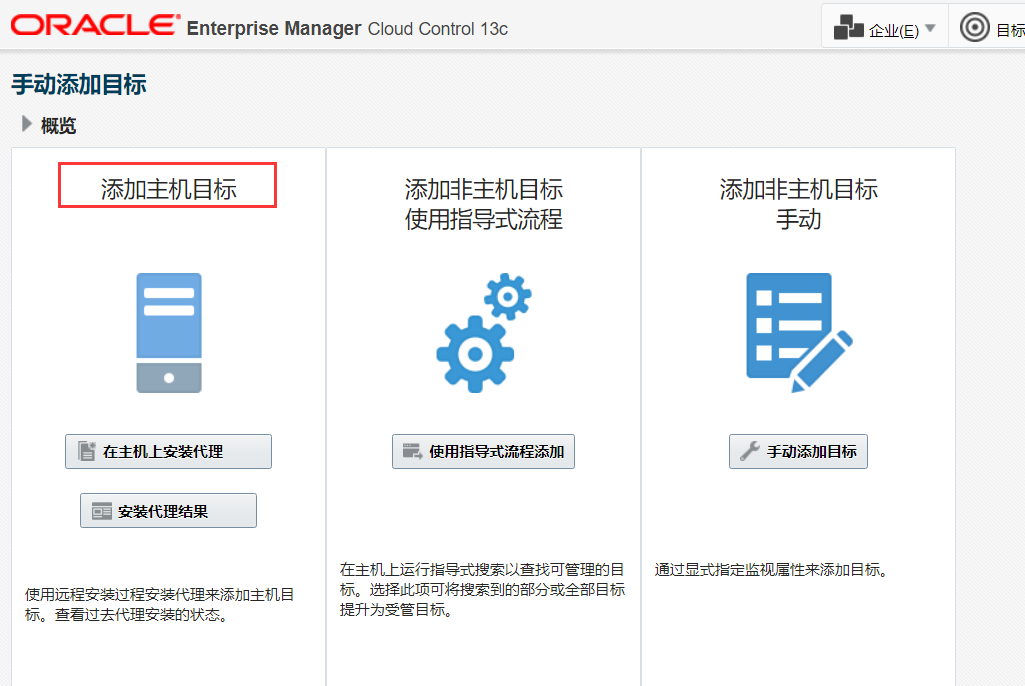 ORACLE Enterprise Manager Cloud Control 13c
企业(E)
目标
手动添加目标
概览
添加主机目标
在主机上安装代理
安装代理结果
使用远程安装过程安装代理来添加主机目
标。查看过去代理安装的状态。
添加非主机目标
使用指导式流程
使用指导式流程添加
在主机上运行指导式搜索以查找可管理的目
标。选择此项可将搜索到的部分或全部目标
提升为受管目标。
添加非主机目标
手动
手动添加目标
通过显式指定监视属性来添加目标。